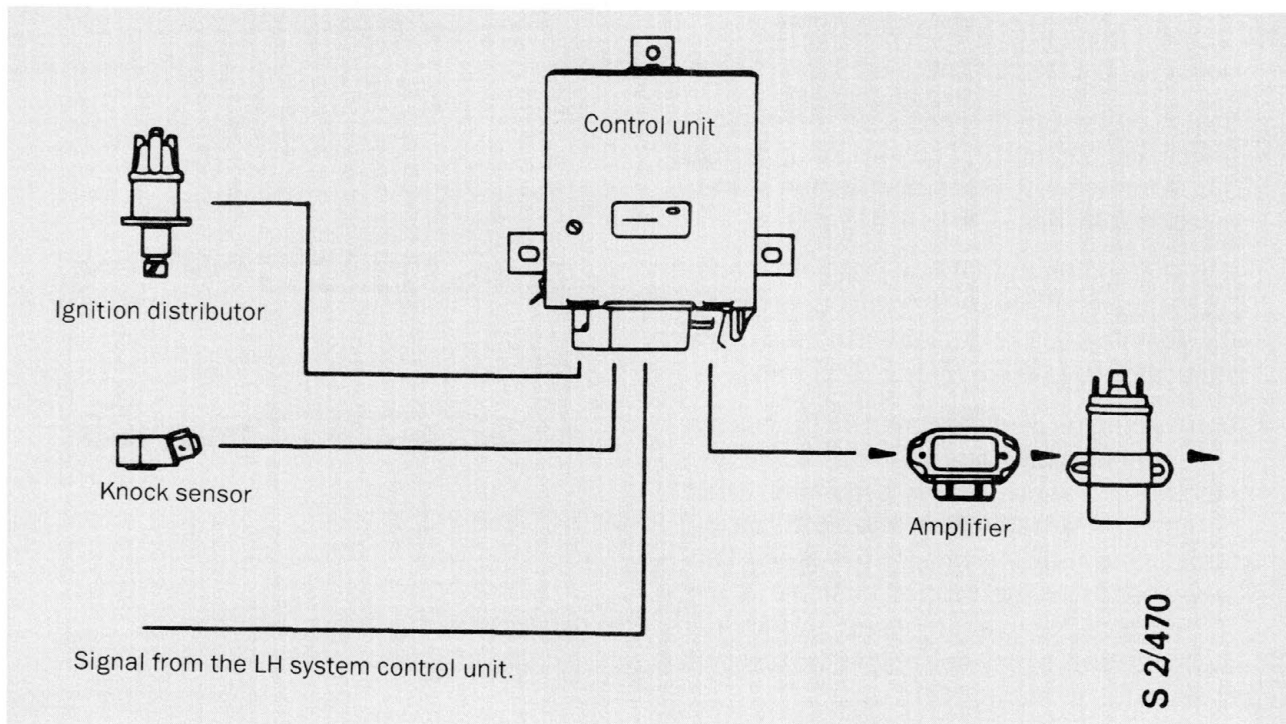 Control unit
Ignition distributor
Knock sensor
Amplifier
Signal from the LH system control unit.
S 2/470